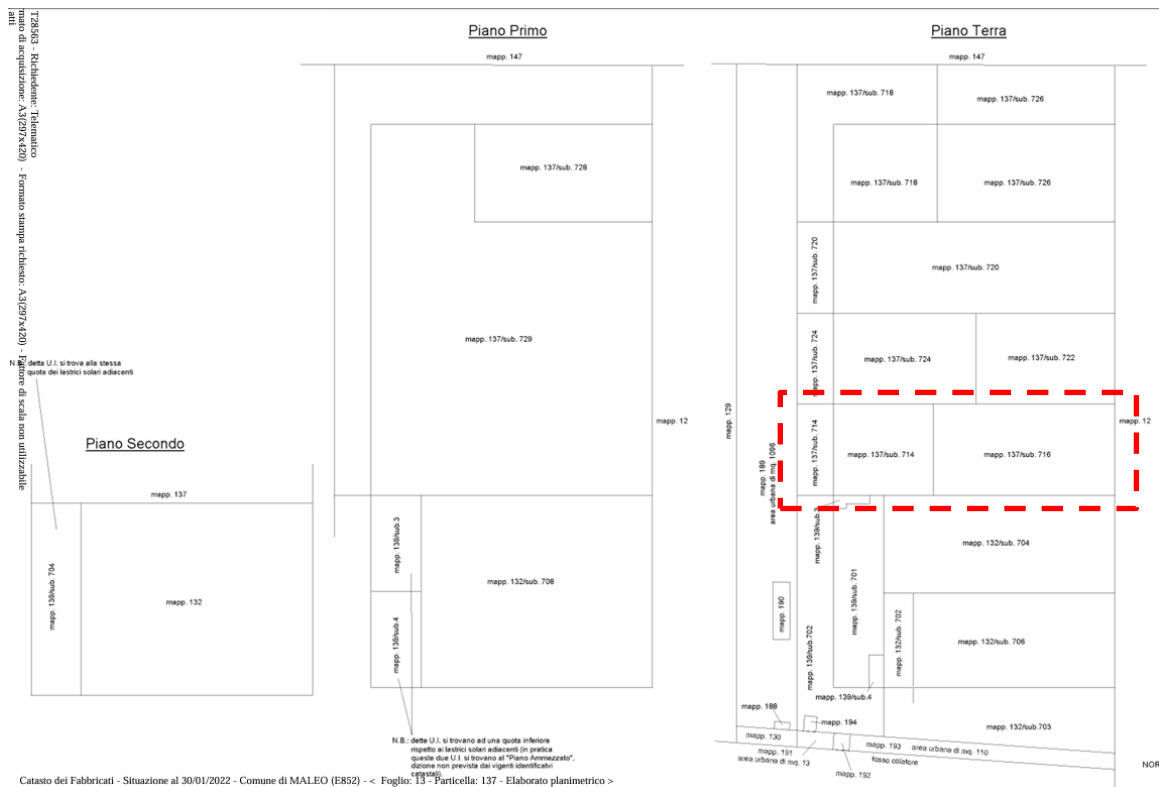 T28563 - Richiedente: Telematico
mato di acquisizione: A3(297x420) - Formato stampa richiesto: A3(297x420) - Fattore di scala non utilizzabile
atti
Piano Primo
mapp. 147
mapp. 137/sub. 728
mapp. 137/sub. 729
mapp. 12
mapp. 139/sub.3
mapp. 139/sub.4
mapp. 132/sub. 708
N.B.: dette U.I. si trovano ad una quota inferiore
rispetto ai lastrici solari adiacenti (in pratica
queste due U.I. si trovano al "Piano Ammezzato",
dizione non prevista dai vigenti identificatvi
catastali).
N.B.: detta U.I. si trova alla stessa
quota dei lastrici solari adiacenti
Piano Secondo
mapp. 137
mapp. 139/sub. 704
mapp. 132
Piano Terra
mapp. 147
mapp. 137/sub. 718
mapp. 137/sub. 726
mapp. 137/sub. 718
mapp. 137/sub. 726
mapp. 137/sub. 720
mapp. 137/sub. 720
mapp. 137/sub. 724
mapp. 137/sub. 724
mapp. 137/sub. 722
mapp. 129
mapp. 12
mapp. 189
area urbana di mq. 1096
mapp. 137/sub. 714
mapp. 137/sub. 714
mapp. 137/sub. 716
mapp. 139/sub.3
mapp. 132/sub. 704
mapp. 190
mapp. 139/sub. 701
mapp. 139/sub.702
mapp. 132/sub. 702
mapp. 132/sub. 706
mapp. 139/sub.4
mapp. 188
mapp. 194
mapp. 132/sub.703
mapp. 130
mapp. 193
area urbana di mq. 110
mapp. 191
area urbana di mq. 13
fosso colatore
mapp. 192
NOR
Catasto dei Fabbricati - Situazione al 30/01/2022 - Comune di MALEO (E852) - < Foglio: 13 - Particella: 137 - Elaborato planimetrico >